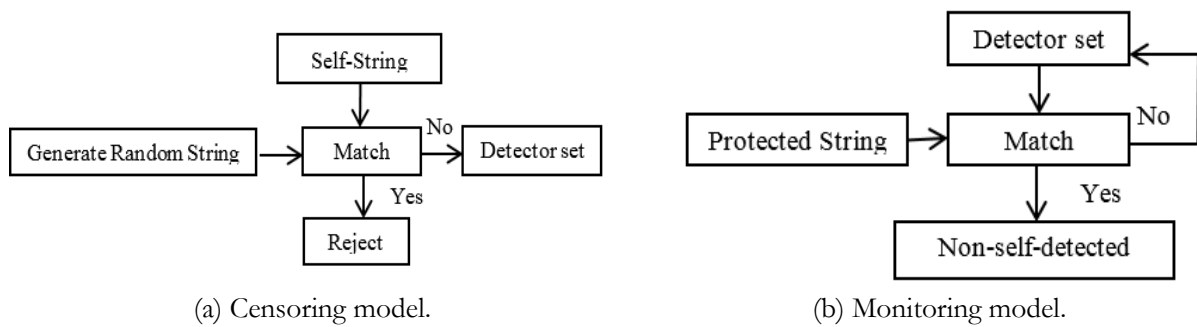 Self-String
Generate Random String
Match
No
Detector set
Yes
Reject
(a) Censoring model.
Detector set
Protected String
Match
No
Yes
Non-self-detected
(b) Monitoring model.